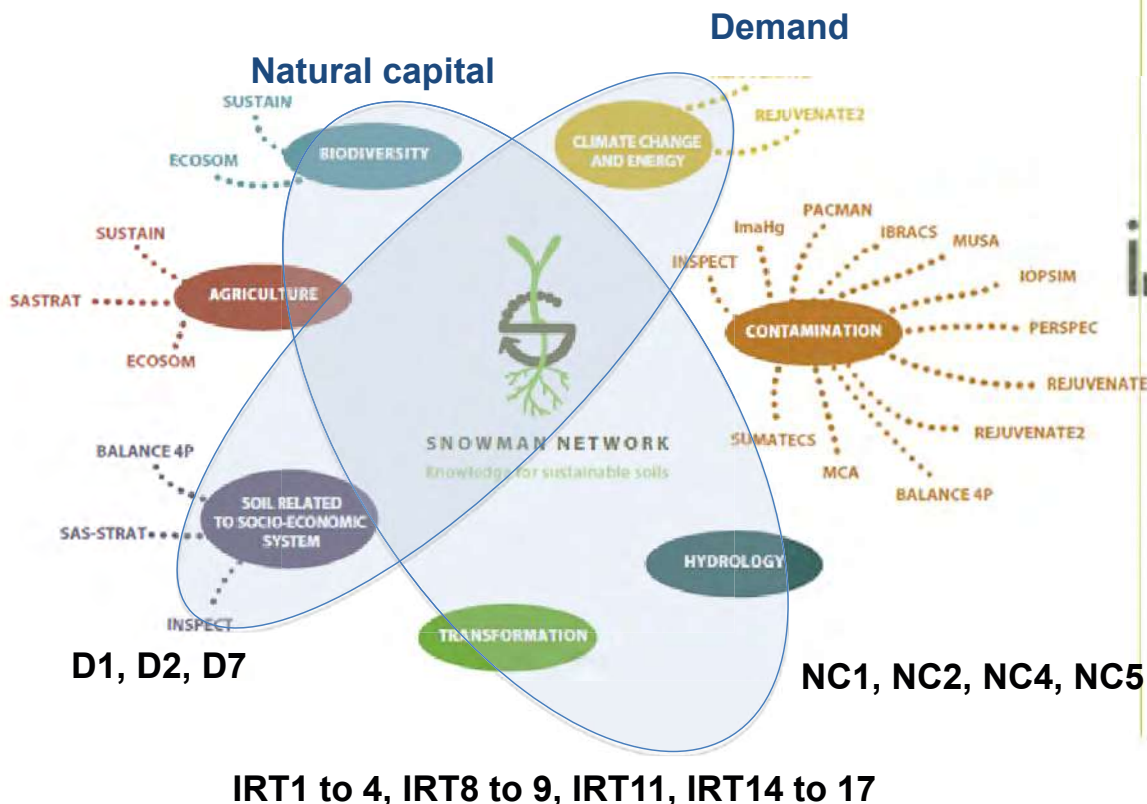 Demand
Natural capital
SUSTAIN
REJUVENATE2
CLIMATE CHANGE
AND ENERGY
BIODIVERSITY
ECOSOM
PACMAN
ImaHg
IBRACS
MUSA
SUSTAIN
INSPECT
IOPSIM
AGRICULTURE
SASTRAT
CONTAMINATION
PERSPEC
ECOSOM
REJUVENATE
SNOWMAN NETWORK
Knowledge for sustainable soils
SUMATECS
REJUVENATE2
BALANCE 4P
MCA
BALANCE 4P
SOIL RELATED
TO SOCIO-ECONOMIC
SYSTEM
SAS-STRAT
HYDROLOGY
INSPECT
TRANSFORMATION
D1, D2, D7
NC1, NC2, NC4, NC5
IRT1 to 4, IRT8 to 9, IRT11, IRT14 to 17